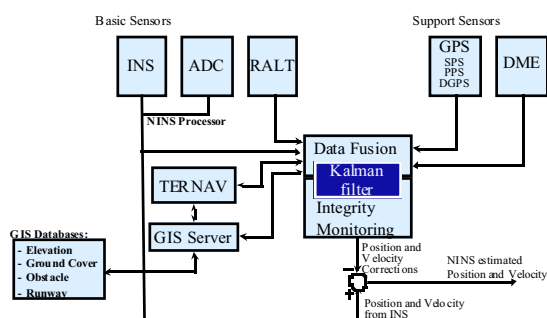 Basic Sensors
Support Sensors
INS
ADC
RALT
GPS
SPS
PPS
DGPS
DME
NINS Processor
Data Fusion
Kalman
filter
Integrity
Monitoring
TERNAV
GIS Server
GIS Databases:
- Elevation
- Ground Cover
- Obstacle
- Runway
Position and
Velocity
Corrections
NINS estimated
Position and Velocity
Position and Velocity
from INS